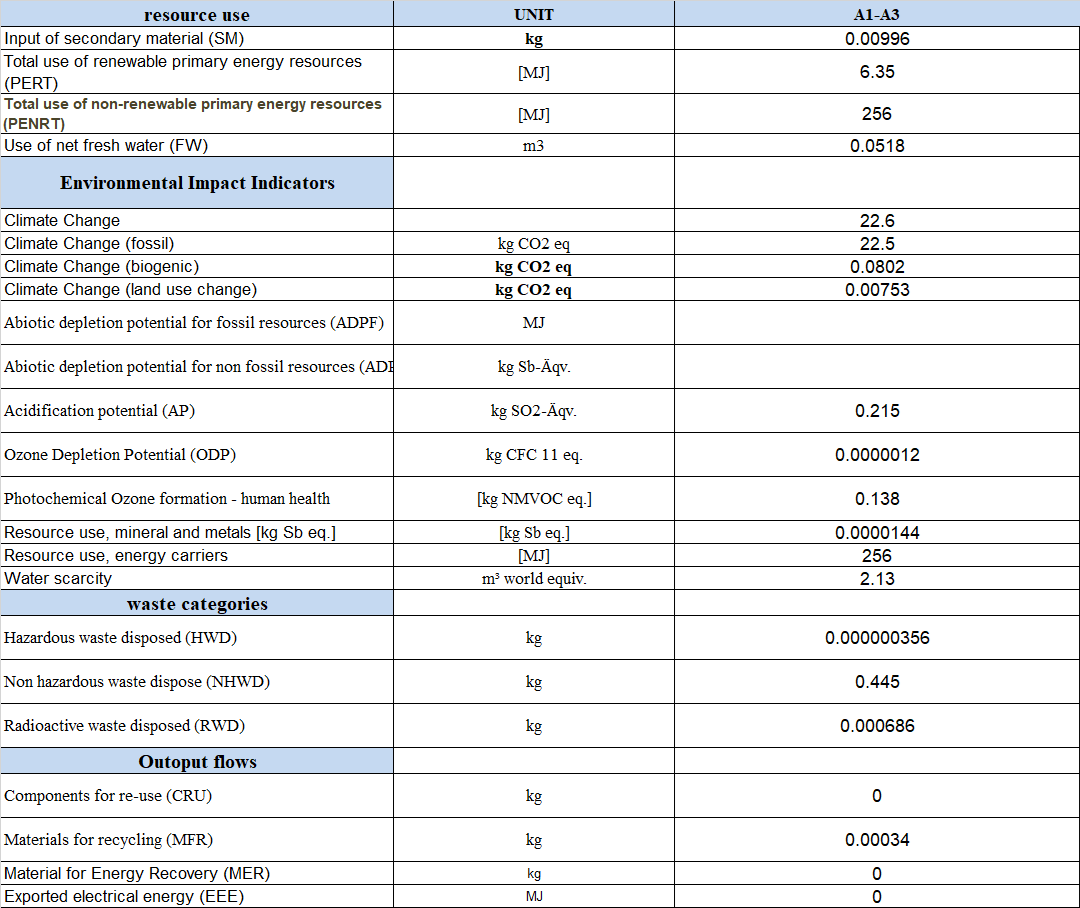 resource use UNIT A1-A3
Input of secondary material (SM) kg 0.00996
Total use of renewable primary energy resources
(PERT) [MJ] 6.35
Total use of non-renewable primary energy resources
(PENRT) [MJ] 256
Use of net fresh water (FW) m3 0.0518
Environmental Impact Indicators
Climate Change 22.6
Climate Change (fossil) kg CO2 eq 22.5
Climate Change (biogenic) kg CO2 eq 0.0802
Climate Change (land use change) kg CO2 eq 0.00753
Abiotic depletion potential for fossil resources (ADPF) MJ
Abiotic depletion potential for non fossil resources (ADP kg Sb-Äqv.
Acidification potential (AP) kg SO2-Äqv. 0.215
Ozone Depletion Potential (ODP) kg CFC 11 eq. 0.0000012
Photochemical Ozone formation - human health [kg NMVOC eq.] 0.138
Resource use, mineral and metals [kg Sb eq.] [kg Sb eq.] 0.0000144
Resource use, energy carriers [MJ] 256
Water scarcity m³ world equiv. 2.13
waste categories
Hazardous waste disposed (HWD) kg 0.000000356
Non hazardous waste dispose (NHWD) kg 0.445
Radioactive waste disposed (RWD) kg 0.000686
Outoput flows
Components for re-use (CRU) kg 0
Materials for recycling (MFR) kg 0.00034
Material for Energy Recovery (MER) kg 0
Exported electrical energy (EEE) MJ 0